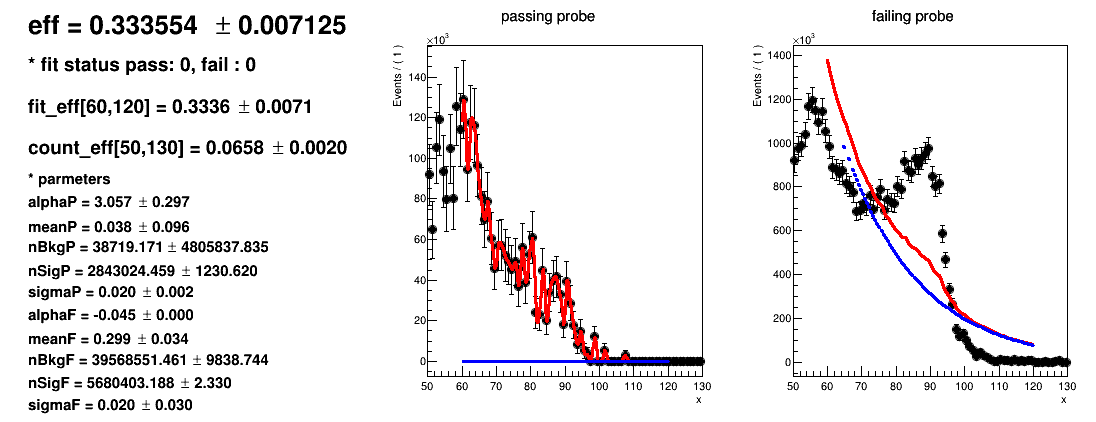 eff = 0.333554 ± 0.007125
* fit status pass: 0, fail : 0
fit_eff[60,120] = 0.3336 ± 0.0071
count_eff[50,130] = 0.0658 ± 0.0020
* parmeters
alphaP = 3.057 ± 0.297
meanP = 0.038 ± 0.096
nBkgP = 38719.171 ± 4805837.835
nSigP = 2843024.459 ± 1230.620
sigmaP = 0.020 ± 0.002
alphaF = -0.045 ± 0.000
meanF = 0.299 ± 0.034
nBkgF = 39568551.461 ± 9838.744
nSigF = 5680403.188 ± 2.330
sigmaF = 0.020 ± 0.030
passing probe
×10³
Events / ( 1 )
140
120
100
80
60
40
20
0
50 60 70 80 90 100 110 120 130
x
failing probe
×10³
Events / ( 1 )
1400
1200
1000
800
600
400
200
0
50 60 70 80 90 100 110 120 130
x